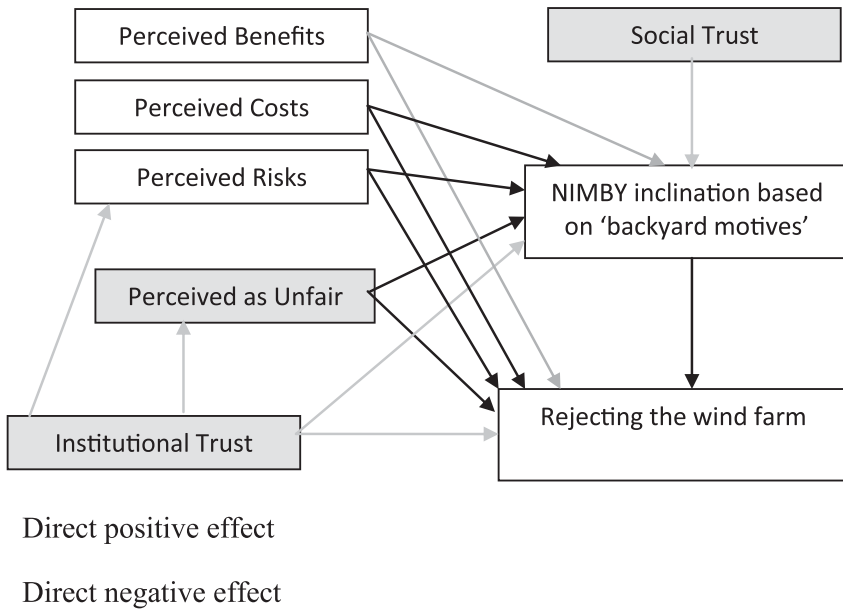 Perceived Benefits
Social Trust
Perceived Costs
Perceived Risks
NIMBY inclination based
on ‘backyard motives’
Perceived as Unfair
Rejecting the wind farm
Institutional Trust
Direct positive effect
Direct negative effect